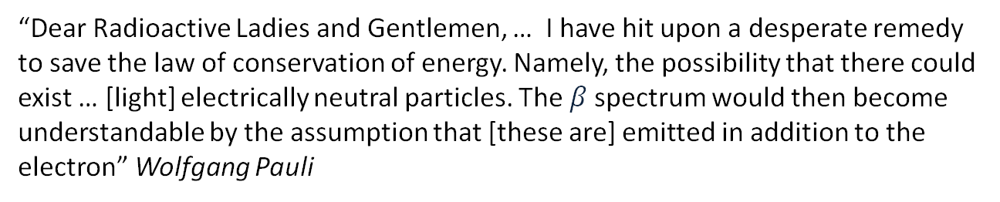 “Dear Radioactive Ladies and Gentlemen, ... I have hit upon a desperate remedy
to save the law of conservation of energy. Namely, the possibility that there could
exist ... [light] electrically neutral particles. The β spectrum would then become
understandable by the assumption that [these are] emitted in addition to the
electron” Wolfgang Pauli